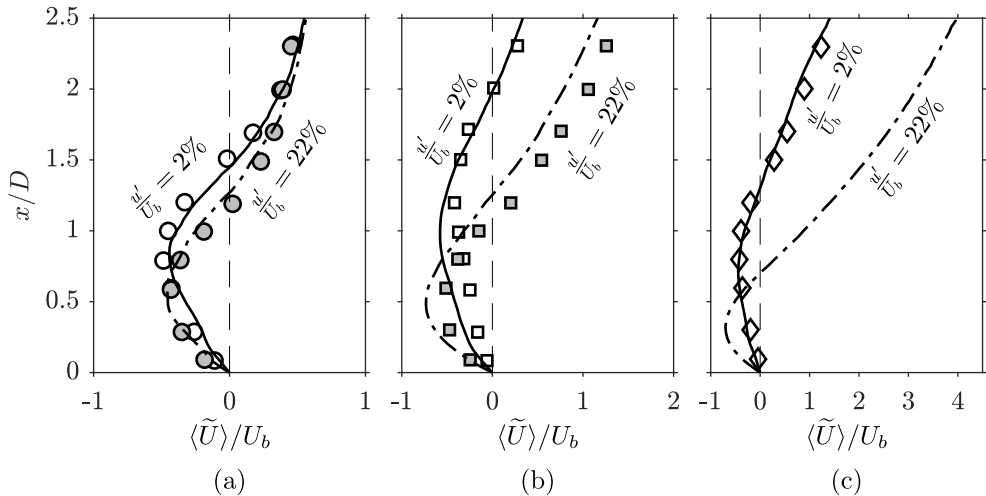 2.5
2
1.5
1
0.5
0
x/D
u'/U_b = 2%
u'/U_b = 22%
-1 0 1
⟨Ũ⟩/U_b
(a)
u'/U_b = 2%
u'/U_b = 22%
-1 0 1 2
⟨Ũ⟩/U_b
(b)
u'/U_b = 2%
u'/U_b = 22%
-1 0 1 2 3 4
⟨Ũ⟩/U_b
(c)